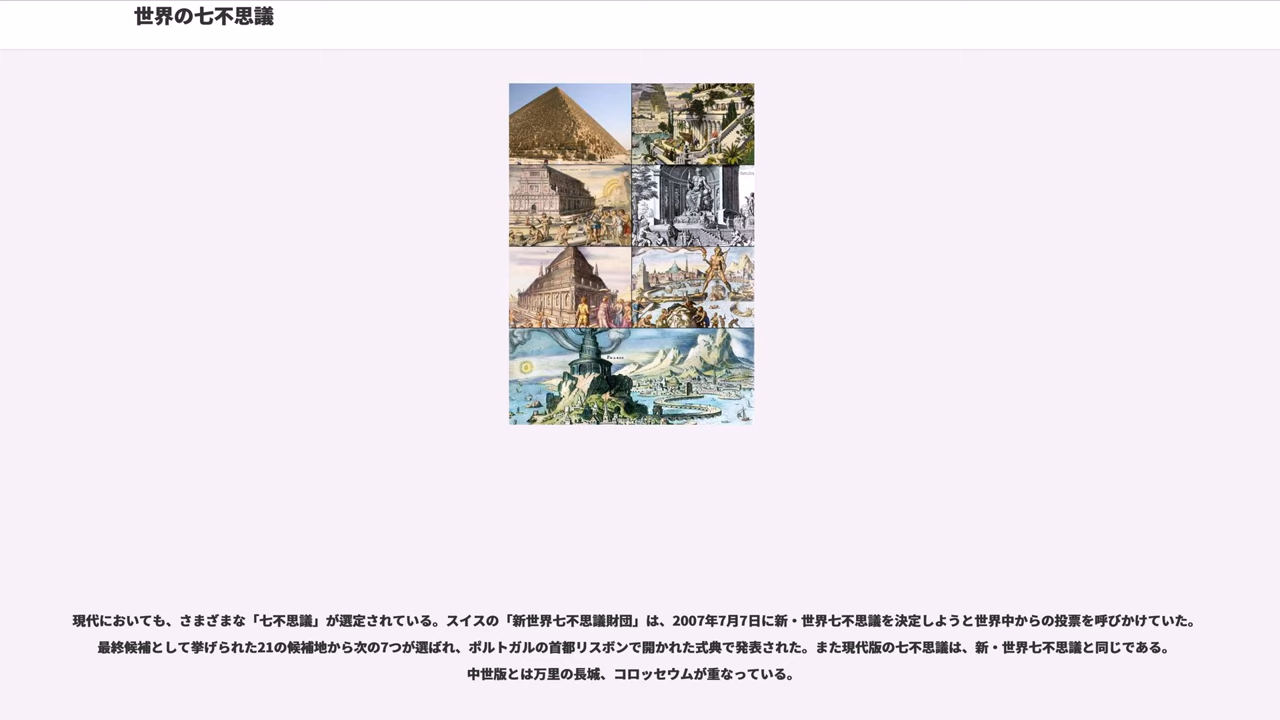 世界の七不思議
現代においても、さまざまな「七不思議」が選定されている。スイスの「新世界七不思議財団」は、2007年7月7日に新・世界七不思議を決定しようと世界中からの投票を呼びかけていた。
最終候補として挙げられた21の候補地から次の7つが選ばれ、ポルトガルの首都リスボンで開かれた式典で発表された。また現代版の七不思議は、新・世界七不思議と同じである。
中世版とは万里の長城、コロッセウムが重なっている。